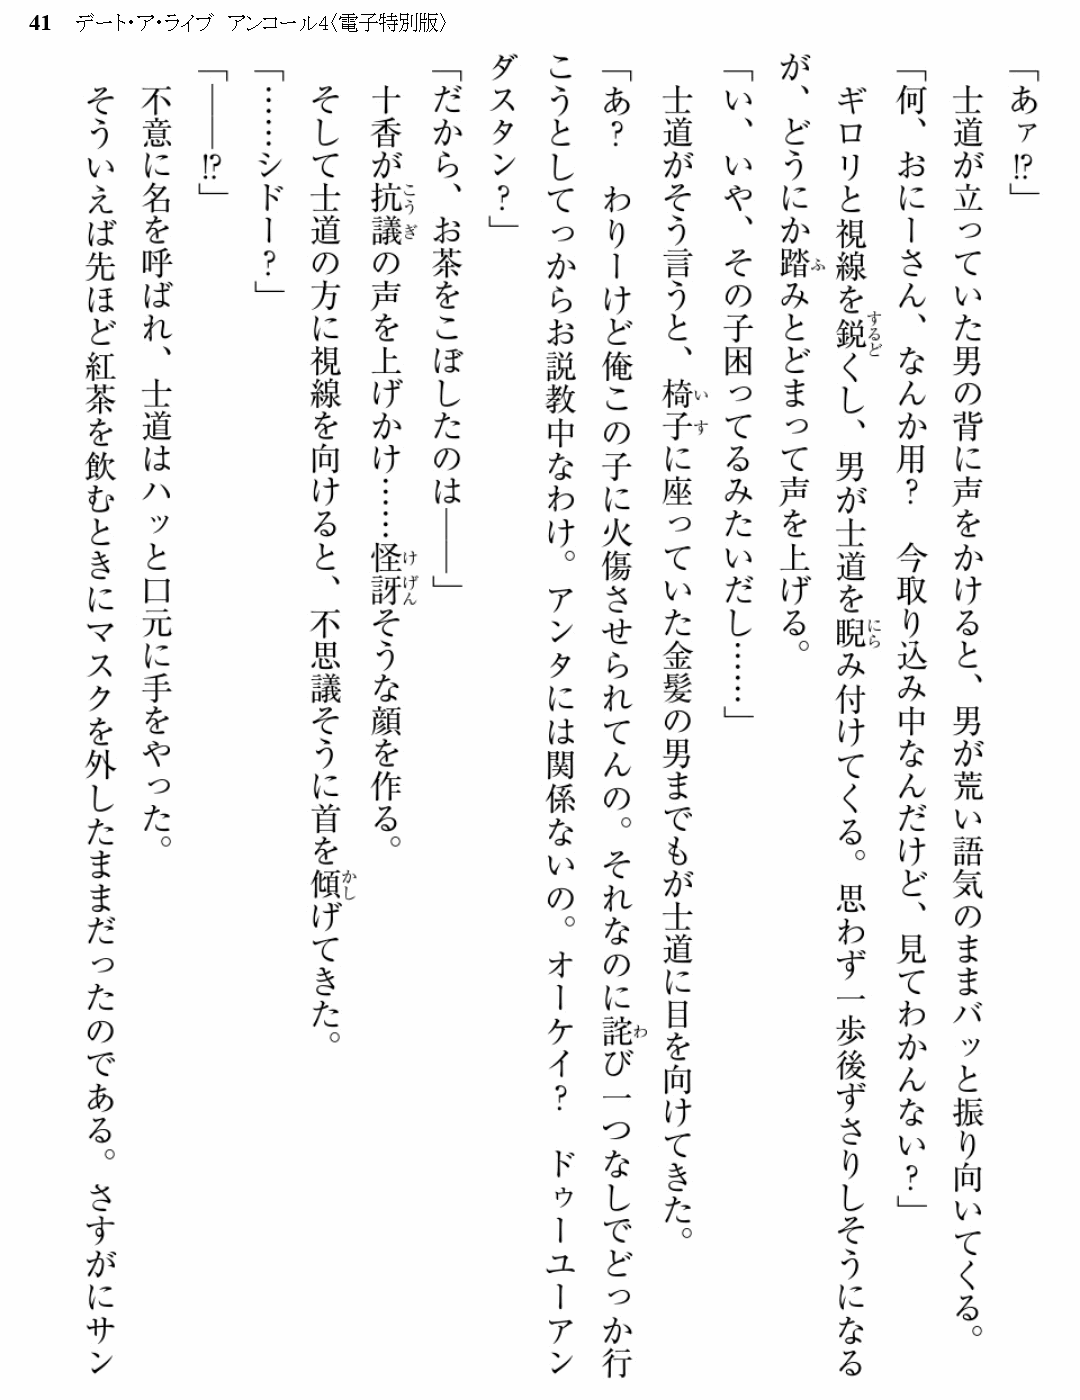 41 デート・ア・ライブ　アンコール4〈電子特別版〉
「あァ!?」
　士道が立っていた男の背に声をかけると、男が荒い語気のままバッと振り向いてくる。
「何、おにーさん、なんか用？　今取り込み中なんだけど、見てわかんない？」
　ギロリと視線を鋭くし、男が士道を睨み付けてくる。思わず一歩後ずさりしそうになる
が、どうにか踏みとどまって声を上げる。
「い、いや、その子困ってるみたいだし……」
　士道がそう言うと、椅子に座っていた金髪の男までもが士道に目を向けてきた。
「あ？　わりーけど俺この子に火傷させられてんの。それなのに詫び一つなしでどっか行
こうとしてっからお説教中なわけ。アンタには関係ないの。オーケイ？　ドゥーユーアン
ダスタン？」
「だから、お茶をこぼしたのは――」
　十香が抗議の声を上げかけ……怪訝そうな顔を作る。
　そして士道の方に視線を向けると、不思議そうに首を傾げてきた。
「……シドー？」
「――!?」
　不意に名を呼ばれ、士道はハッと口元に手をやった。
　そういえば先ほど紅茶を飲むときにマスクを外したままだったのである。さすがにサン